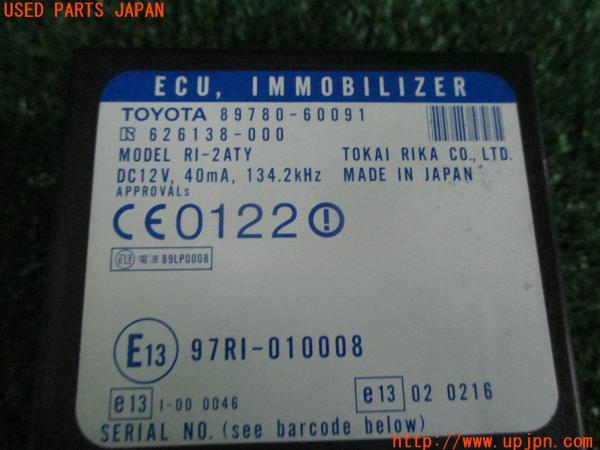 USED PARTS JAPAN
ECU, IMMOBILIZER
TOYOTA 89780-60091
626138-000
MODEL RI-2ATY TOKAI RIKA CO., LTD.
DC12V, 40mA, 134.2kHz MADE IN JAPAN
APPROVALs
CE0122
電波 89LP0008
E13 97RI-010008
e13 1-00 0046 e13 02 0216
SERIAL NO. (see barcode below)
http://www.upjpn.com